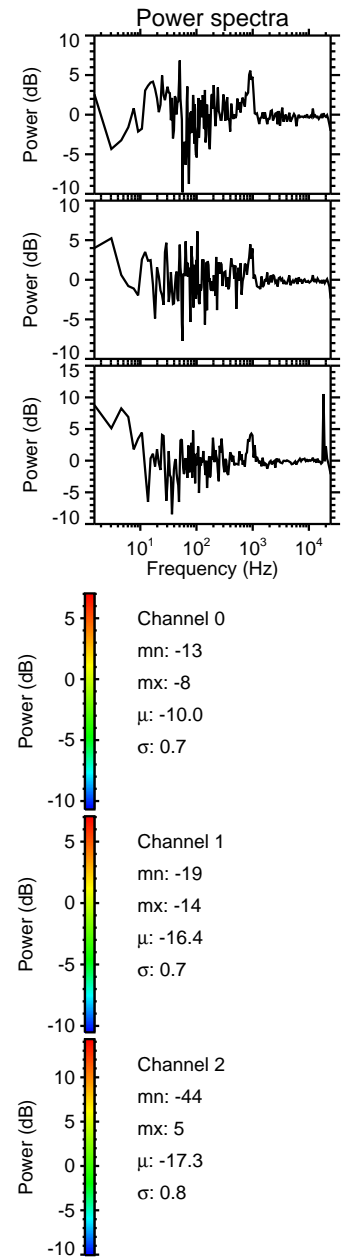 Power spectra
10
5
0
-5
-10
Power (dB)
10
5
0
-5
-10
Power (dB)
15
10
5
0
-5
-10
Power (dB)
10¹ 10² 10³ 10⁴
Frequency (Hz)
5
0
-5
-10
Power (dB)
Channel 0
mn: -13
mx: -8
μ: -10.0
σ: 0.7
5
0
-5
-10
Power (dB)
Channel 1
mn: -19
mx: -14
μ: -16.4
σ: 0.7
10
5
0
-5
-10
Power (dB)
Channel 2
mn: -44
mx: 5
μ: -17.3
σ: 0.8